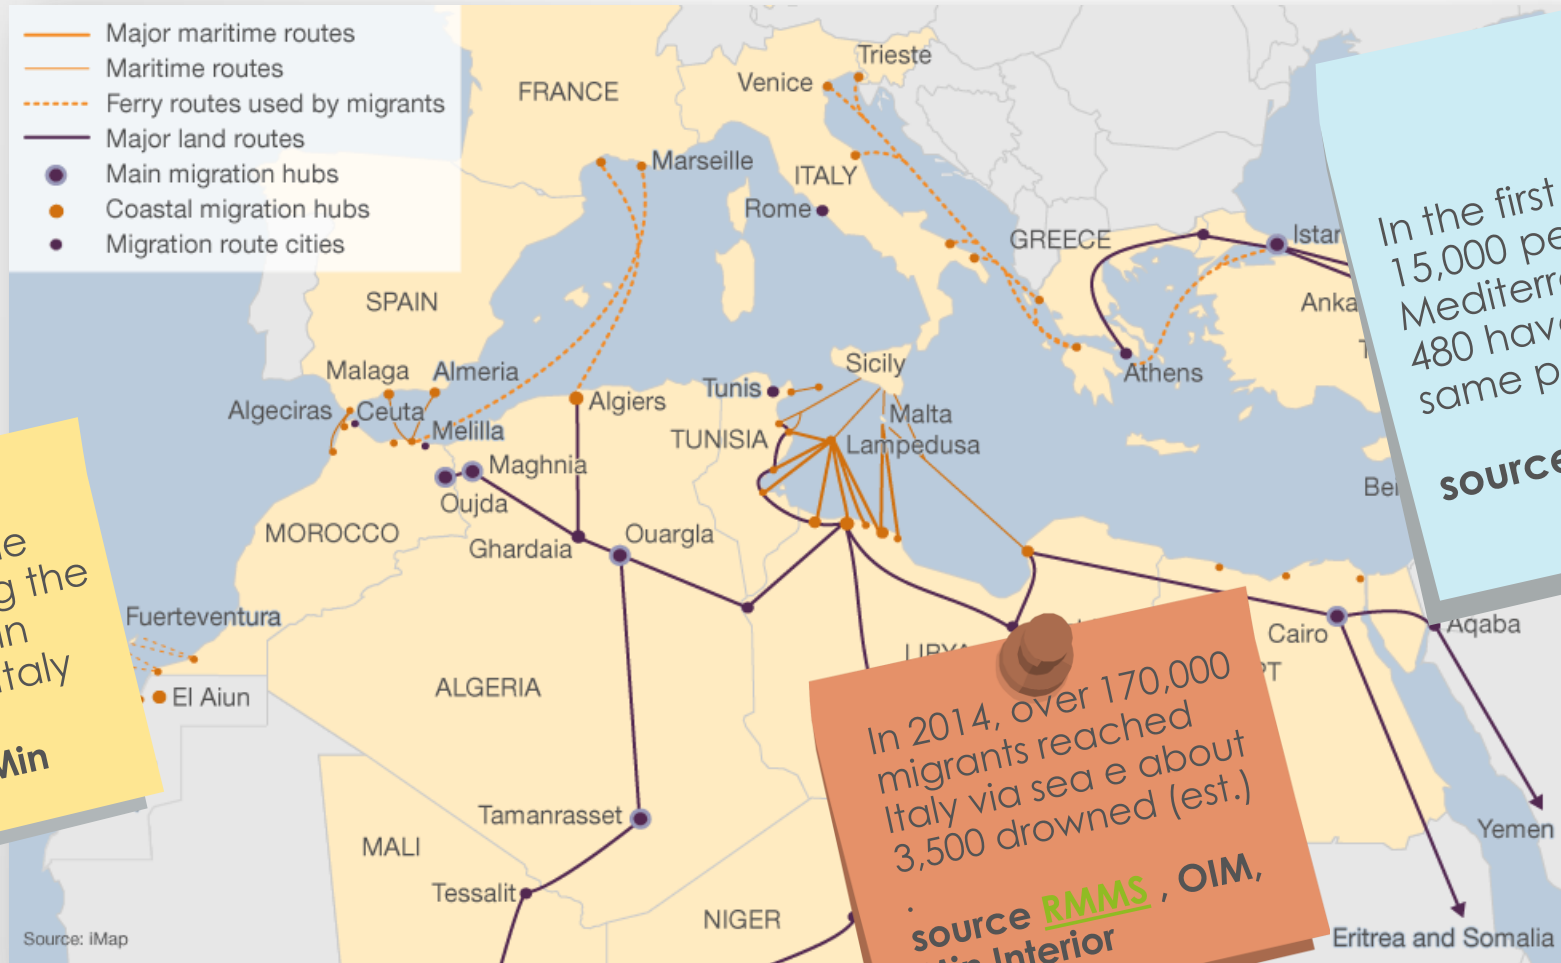 Major maritime routes
Maritime routes
Ferry routes used by migrants
Major land routes
Main migration hubs
Coastal migration hubs
Migration route cities
FRANCE
Venice
Trieste
Marseille
ITALY
Rome
GREECE
SPAIN
Malaga
Almeria
Algeciras
Ceuta
Melilla
Algiers
Tunis
Sicily
Malta
Lampedusa
TUNISIA
Athens
Maghnia
Oujda
MOROCCO
Ghardaia
Ouargla
Fuerteventura
El Aiun
ALGERIA
Cairo
Aqaba
Tamanrasset
MALI
Tessalit
NIGER
Yemen
Eritrea and Somalia
Source: iMap
g the
in
taly
Min
In the first
15,000 pe
Mediterr
480 hav
same p
source
In 2014, over 170,000
migrants reached
Italy via sea e about
3,500 drowned (est.)
.
source RMMS , OIM,
Interior